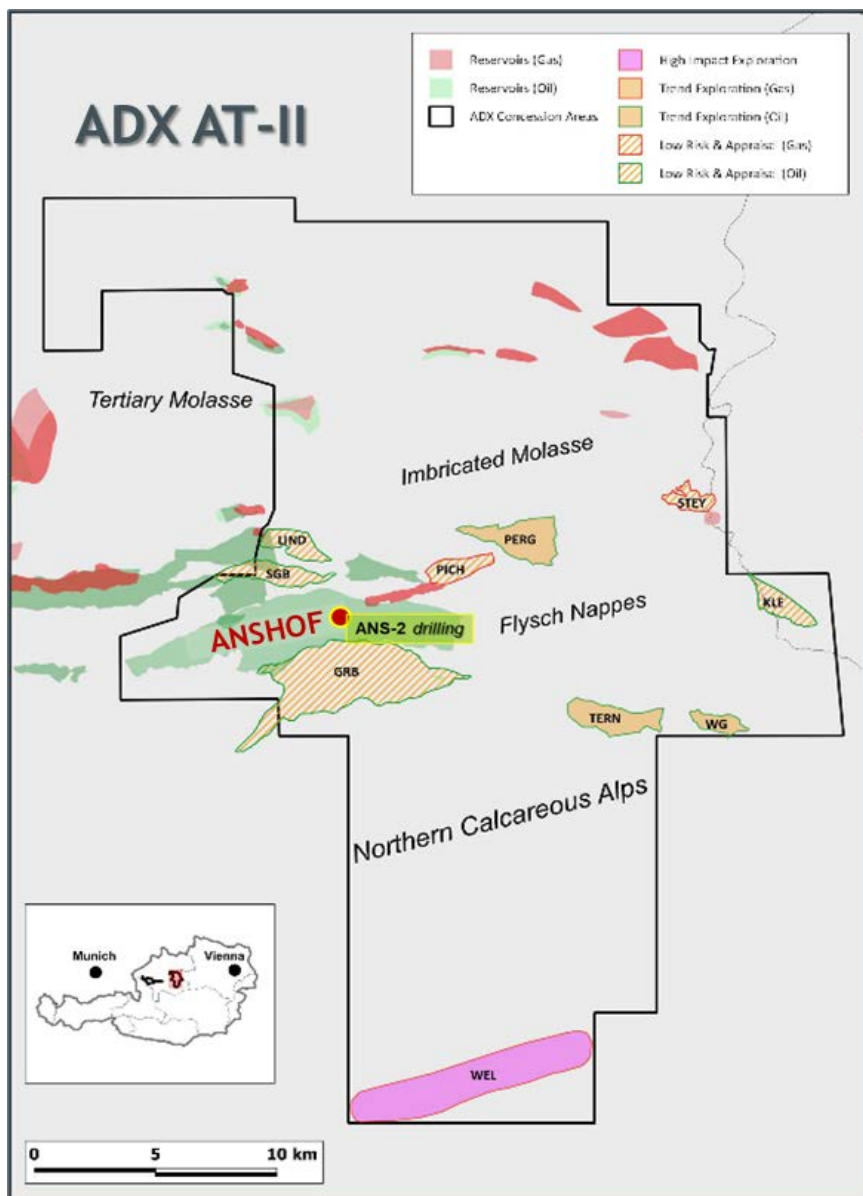 ADX AT-II
Reservoirs (Gas)
Reservoirs (Oil)
ADX Concession Areas
High Impact Exploration
Trend Exploration (Gas)
Trend Exploration (Oil)
Low Risk & Appraisal (Gas)
Low Risk & Appraisal (Oil)
Tertiary Molasse
Imbricated Molasse
STEY
LIND
PERG
SGB
PICH
KLE
Flysch Nappes
ANSHOF
ANS-2 drilling
GRB
TERN
WG
Northern Calcareous Alps
Munich
Vienna
WEL
0 5 10 km